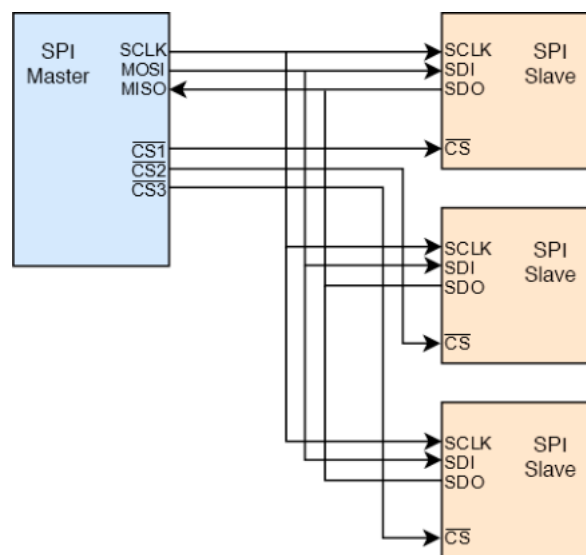 SPI
Master
SCLK
MOSI
MISO
CS1
CS2
CS3
SCLK
SDI
SDO
CS
SPI
Slave
SCLK
SDI
SDO
CS
SPI
Slave
SCLK
SDI
SDO
CS
SPI
Slave